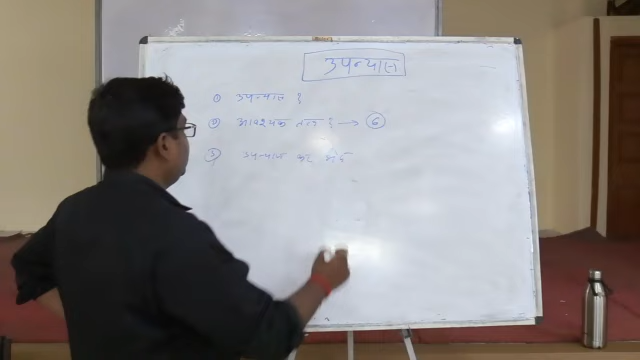 उपन्यास
① उपन्यास ?
② आवश्यक तत्व ? → ⑥
③ उपन्यास के भेद